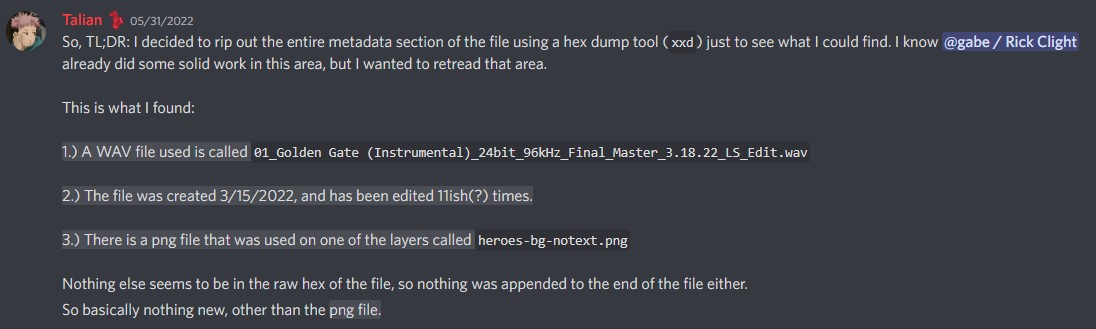 Talian 05/31/2022
So, TL;DR: I decided to rip out the entire metadata section of the file using a hex dump tool ( xxd ) just to see what I could find. I know @gabe / Rick Clight
already did some solid work in this area, but I wanted to retread that area.
This is what I found:
1.) A WAV file used is called 01_Golden Gate (Instrumental)_24bit_96kHz_Final_Master_3.18.22_LS_Edit.wav
2.) The file was created 3/15/2022, and has been edited 11ish(?) times.
3.) There is a png file that was used on one of the layers called heroes-bg-notext.png
Nothing else seems to be in the raw hex of the file, so nothing was appended to the end of the file either.
So basically nothing new, other than the png file.